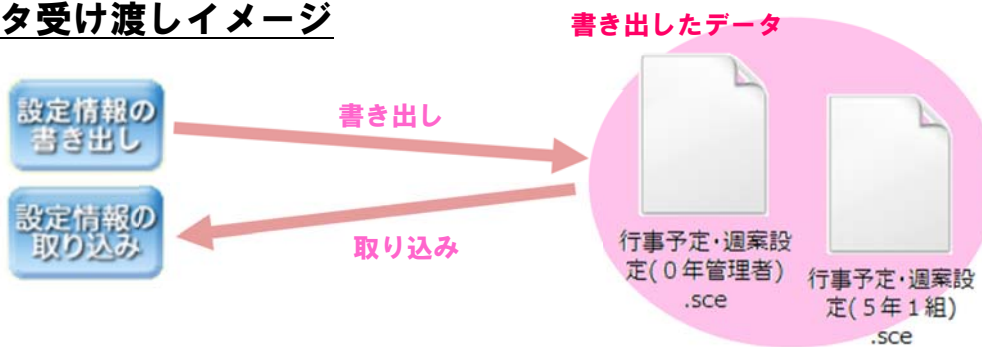 タ受け渡しイメージ
書き出したデータ
設定情報の
書き出し
書き出し
設定情報の
取り込み
取り込み
行事予定・週案設
定(0年管理者)
.sce
行事予定・週案設
定(5年1組)
.sce